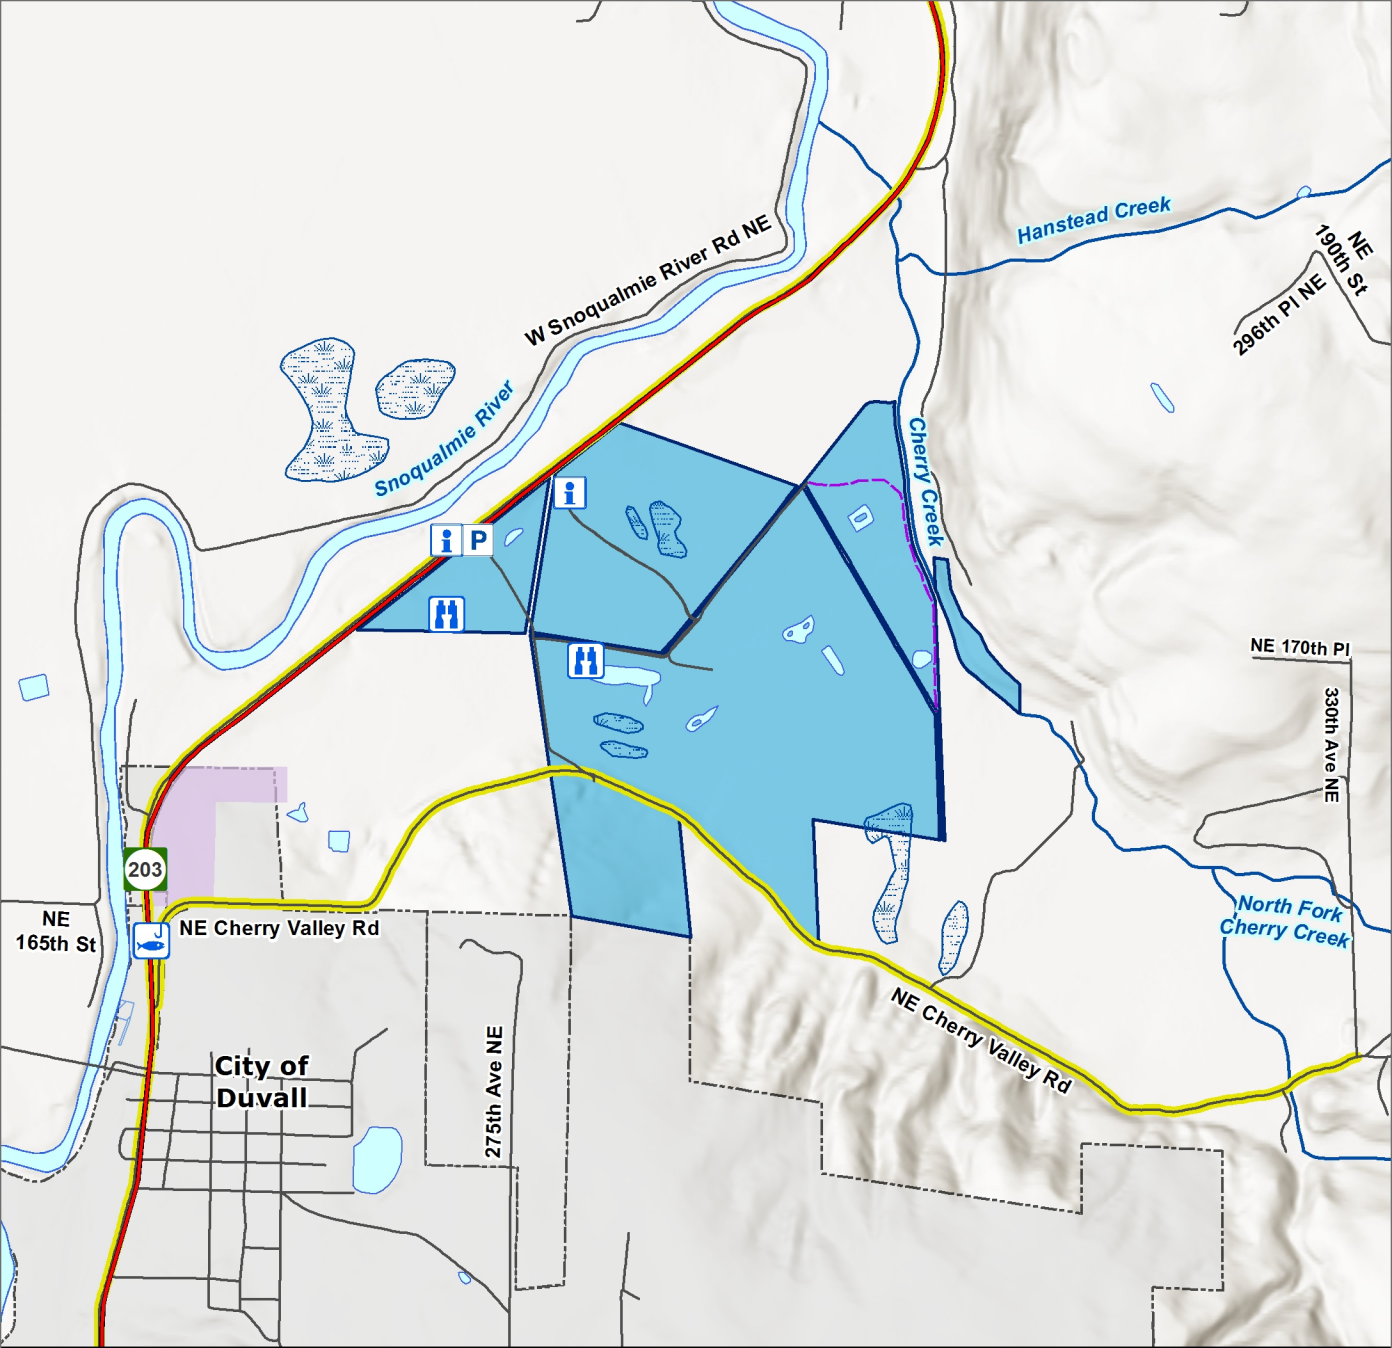 Hanstead Creek
NE
190th St
296th Pl NE
W Snoqualmie River Rd NE
Snoqualmie River
Cherry Creek
i
i P
NE 170th Pl
330th Ave NE
203
NE
165th St
NE Cherry Valley Rd
North Fork
Cherry Creek
NE Cherry Valley Rd
275th Ave NE
City of
Duvall